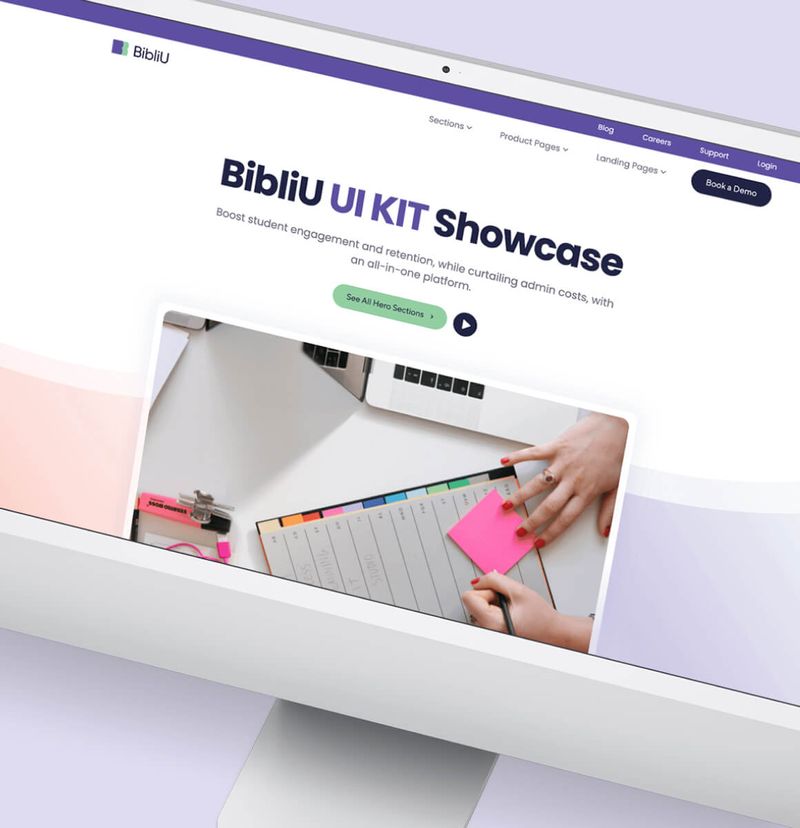 BibliU
Blog Careers Support Login
Sections Product Pages Landing Pages Book a Demo
BibliU UI KIT Showcase
Boost student engagement and retention, while curtailing admin costs, with
an all-in-one platform.
See All Hero Sections